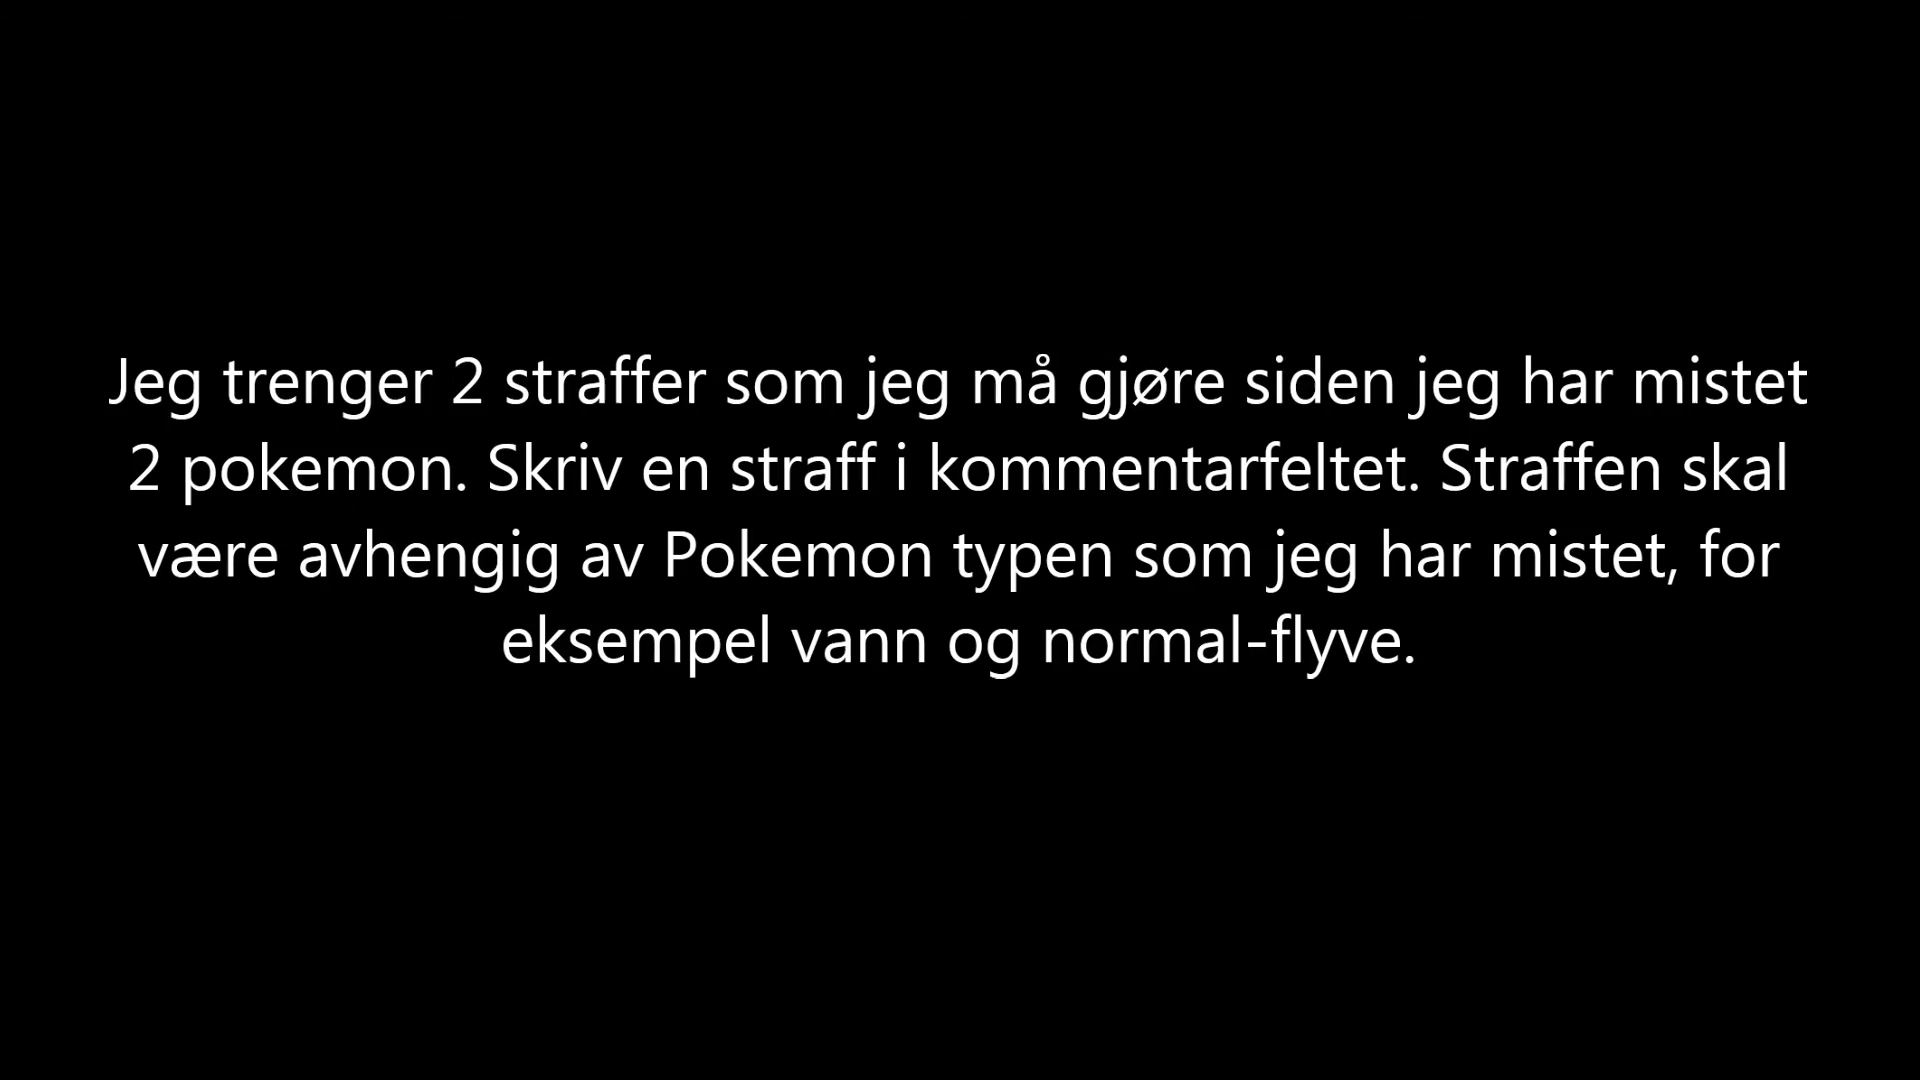 Jeg trenger 2 straffer som jeg må gjøre siden jeg har mistet
2 pokemon. Skriv en straff i kommentarfeltet. Straffen skal
være avhengig av Pokemon typen som jeg har mistet, for
eksempel vann og normal-flyve.